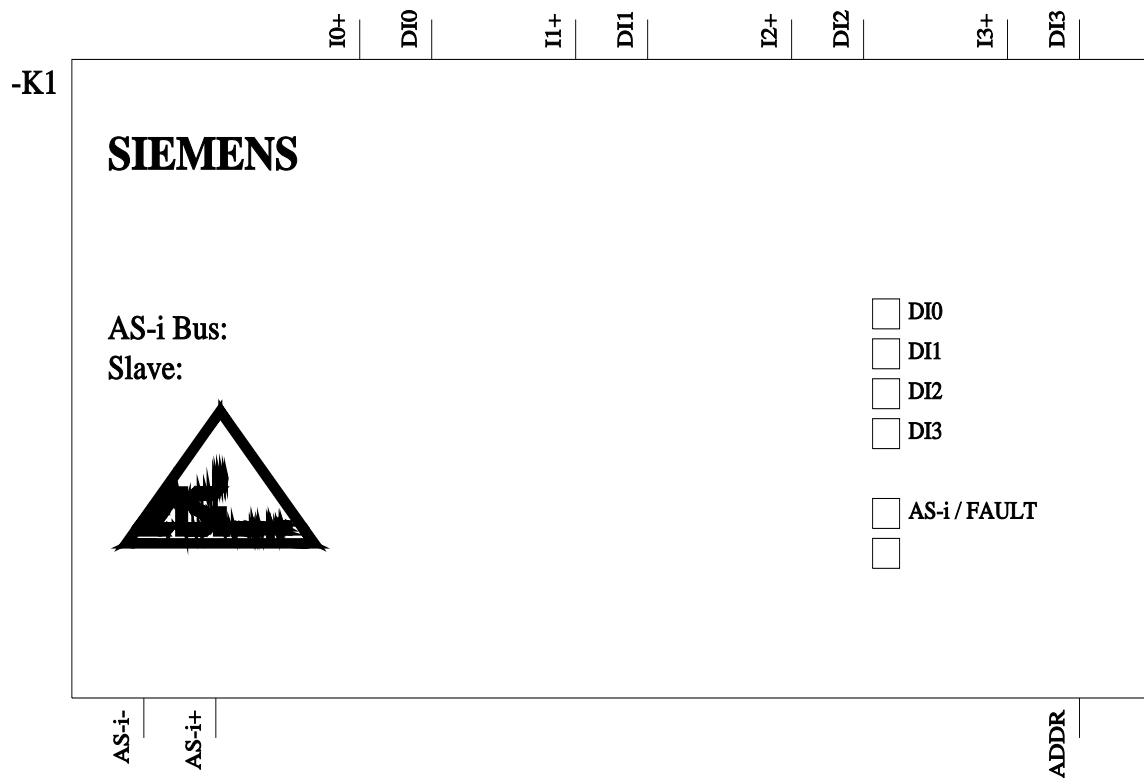 I0+ DI0 I1+ DI1 I2+ DI2 I3+ DI3
-K1
SIEMENS
AS-i Bus:
Slave:
DI0
DI1
DI2
DI3
AS-i / FAULT
AS-i- AS-i+ ADDR